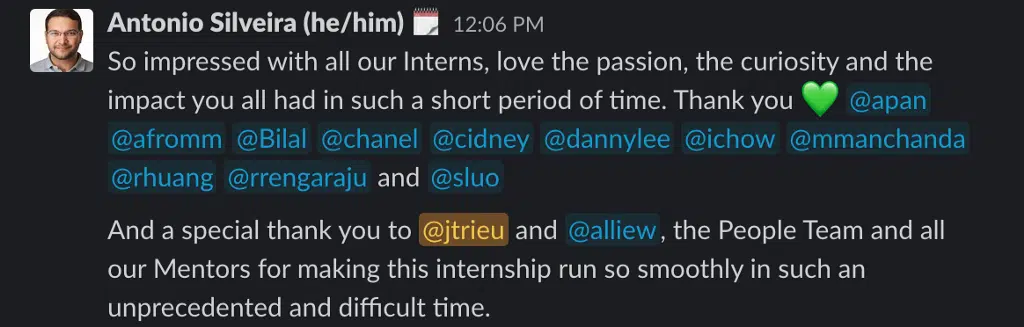 Antonio Silveira (he/him) 12:06 PM
So impressed with all our Interns, love the passion, the curiosity and the
impact you all had in such a short period of time. Thank you 💚 @apan
@afromm @Bilal @chanel @cidney @dannylee @ichow @mmanchanda
@rhuang @rrengaraju and @sluo
And a special thank you to @jtrieu and @alliew, the People Team and all
our Mentors for making this internship run so smoothly in such an
unprecedented and difficult time.